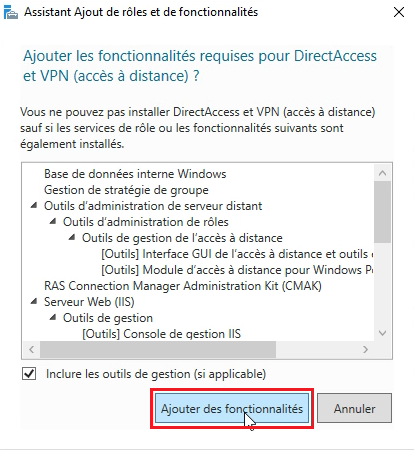 Assistant Ajout de rôles et de fonctionnalités
Ajouter les fonctionnalités requises pour DirectAccess
et VPN (accès à distance) ?
Vous ne pouvez pas installer DirectAccess et VPN (accès à distance)
sauf si les services de rôle ou les fonctionnalités suivants sont
également installés.
Base de données interne Windows
Gestion de stratégie de groupe
Outils d'administration de serveur distant
Outils d'administration de rôles
Outils de gestion de l'accès à distance
[Outils] Interface GUI de l'accès à distance et outils
[Outils] Module d'accès à distance pour Windows
RAS Connection Manager Administration Kit (CMAK)
Serveur Web (IIS)
Outils de gestion
[Outils] Console de gestion IIS
Inclure les outils de gestion (si applicable)
Ajouter des fonctionnalités
Annuler